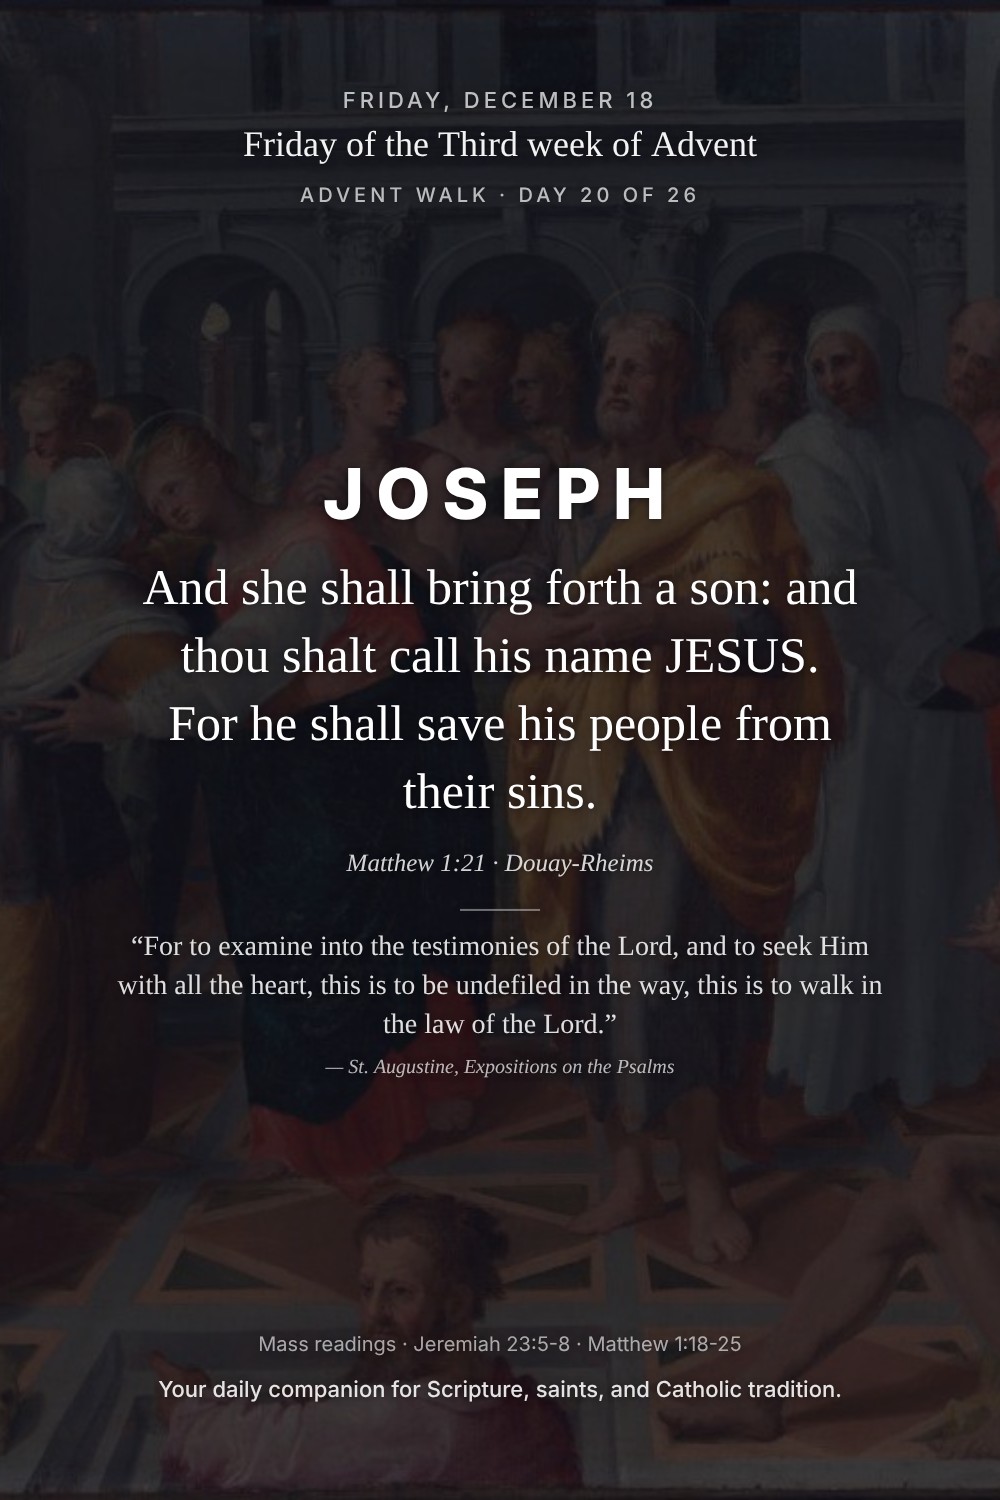 FRIDAY, DECEMBER 18
Friday of the Third week of Advent
ADVENT WALK · DAY 20 OF 26
JOSEPH
And she shall bring forth a son: and
thou shalt call his name JESUS.
For he shall save his people from
their sins.
Matthew 1:21 · Douay-Rheims
“For to examine into the testimonies of the Lord, and to seek Him
with all the heart, this is to be undefiled in the way, this is to walk in
the law of the Lord.”
— St. Augustine, Expositions on the Psalms
Mass readings · Jeremiah 23:5-8 · Matthew 1:18-25
Your daily companion for Scripture, saints, and Catholic tradition.